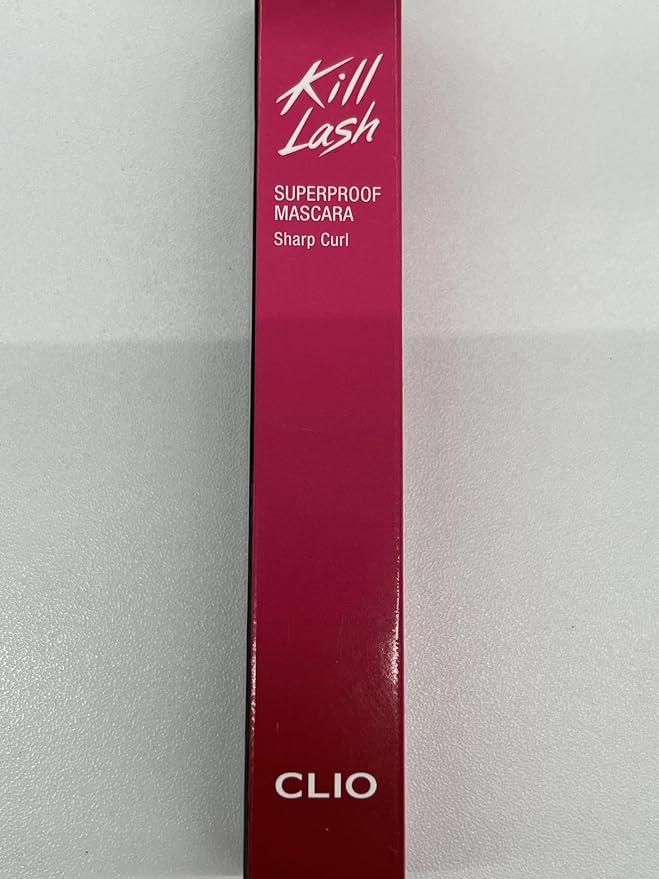 Kill
Lash
SUPERPROOF
MASCARA
Sharp Curl
CLIO